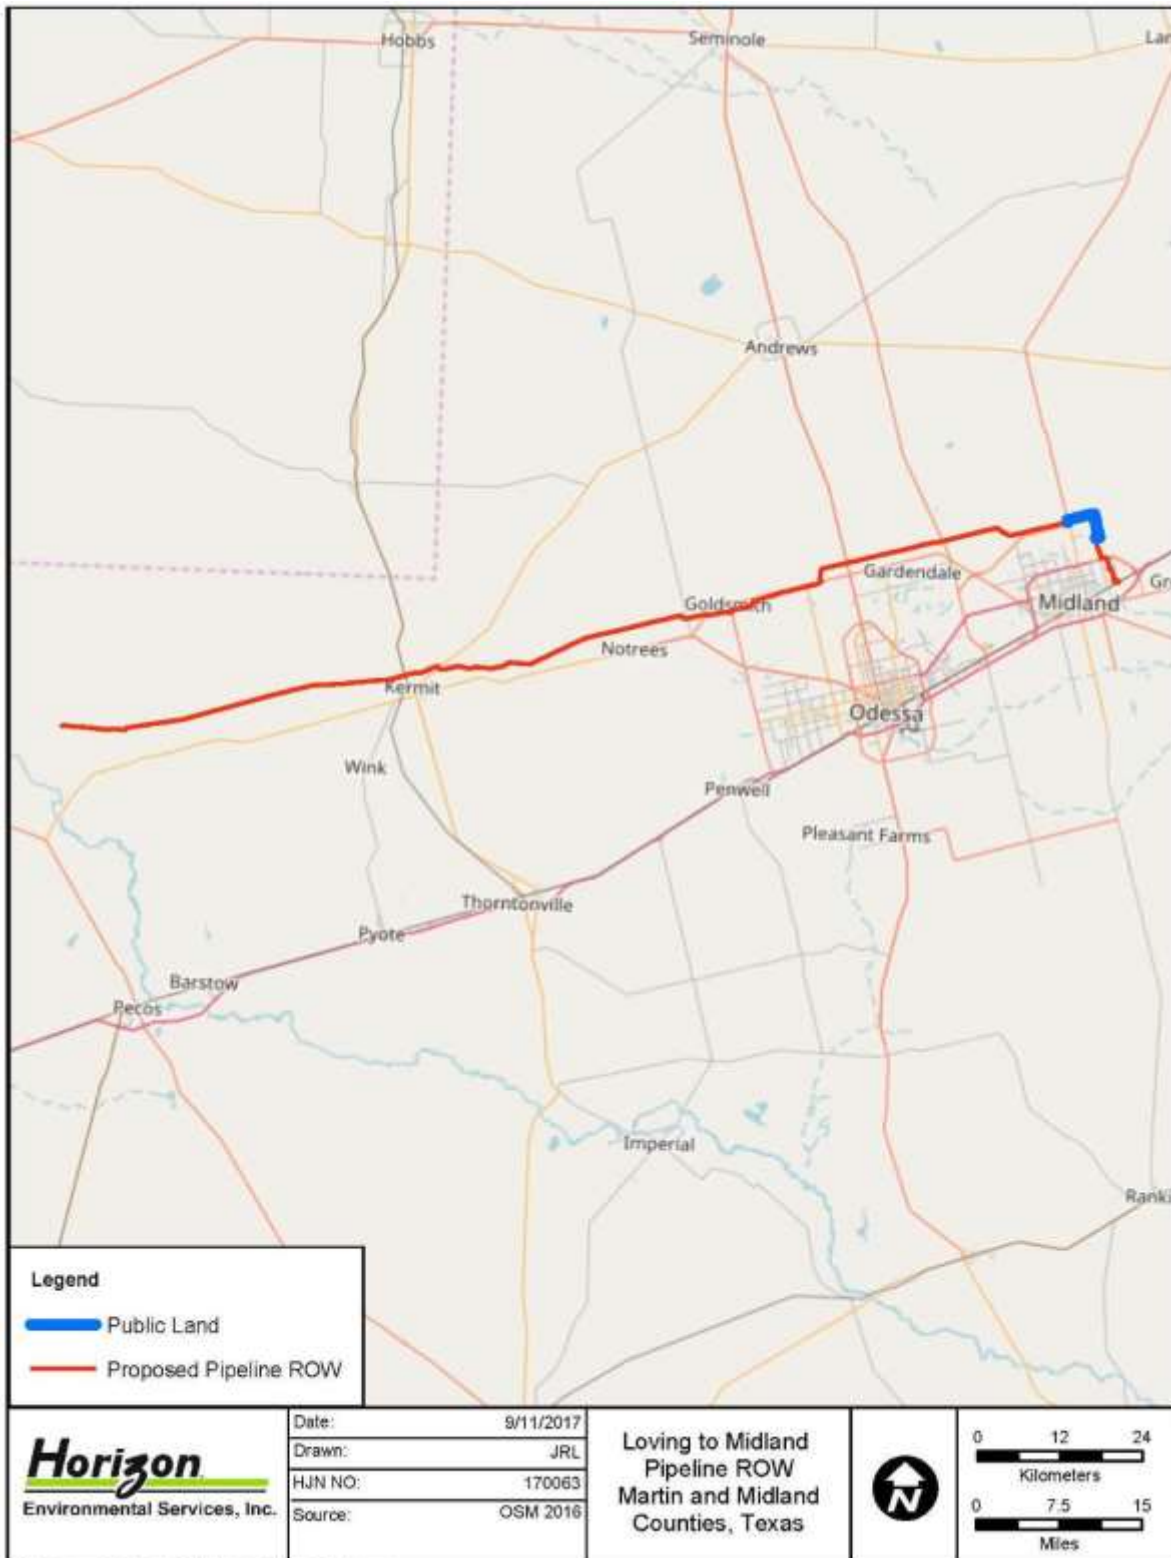 Hobbs
Seminole
Lar
Andrews
Gardendale
Goldsmith
Midland
Gr
Notrees
Kermit
Odessa
Wink
Penwell
Pleasant Farms
Thorntonville
Pyote
Barstow
Pecos
Imperial
Ranki
Legend
Public Land
Proposed Pipeline ROW
Horizon
Environmental Services, Inc.
Date: 9/11/2017
Drawn: JRL
HJN NO: 170063
Source: OSM 2016
Loving to Midland
Pipeline ROW
Martin and Midland
Counties, Texas
N
0 12 24
Kilometers
0 7.5 15
Miles